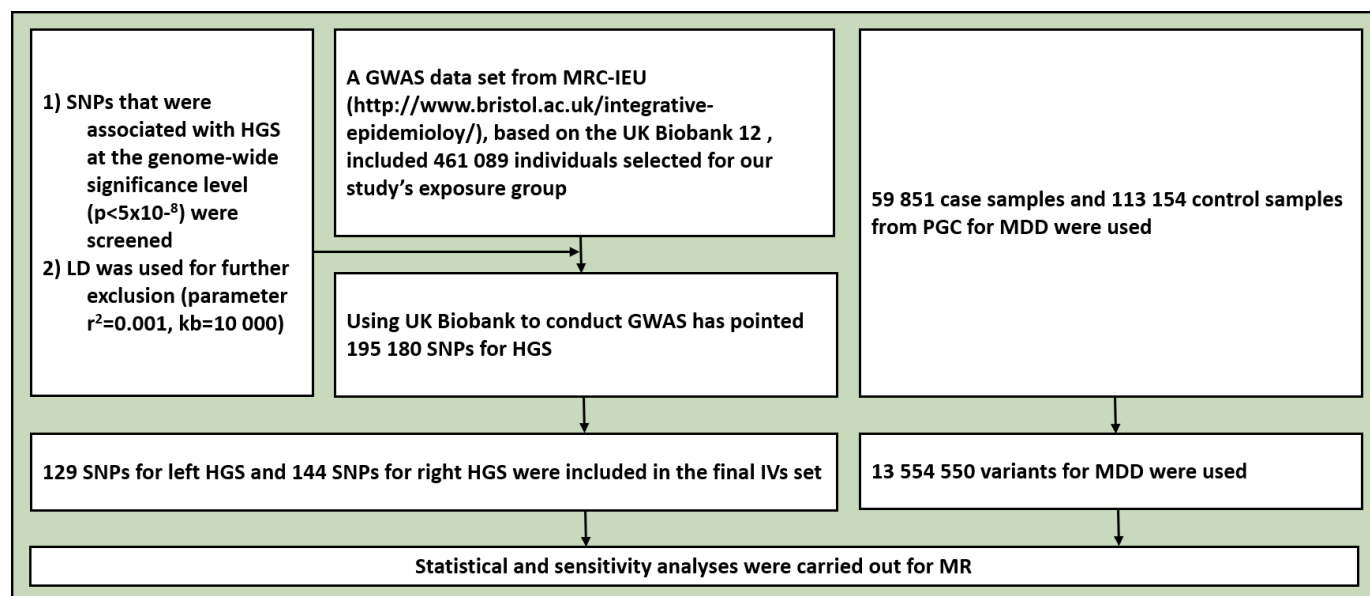 1) SNPs that were
associated with HGS
at the genome-wide
significance level
(p<5x10-⁸) were
screened
2) LD was used for further
exclusion (parameter
r²=0.001, kb=10 000)
A GWAS data set from MRC-IEU
(http://www.bristol.ac.uk/integrative-
epidemioloy/), based on the UK Biobank 12 ,
included 461 089 individuals selected for our
study's exposure group
Using UK Biobank to conduct GWAS has pointed
195 180 SNPs for HGS
59 851 case samples and 113 154 control samples
from PGC for MDD were used
129 SNPs for left HGS and 144 SNPs for right HGS were included in the final IVs set
13 554 550 variants for MDD were used
Statistical and sensitivity analyses were carried out for MR